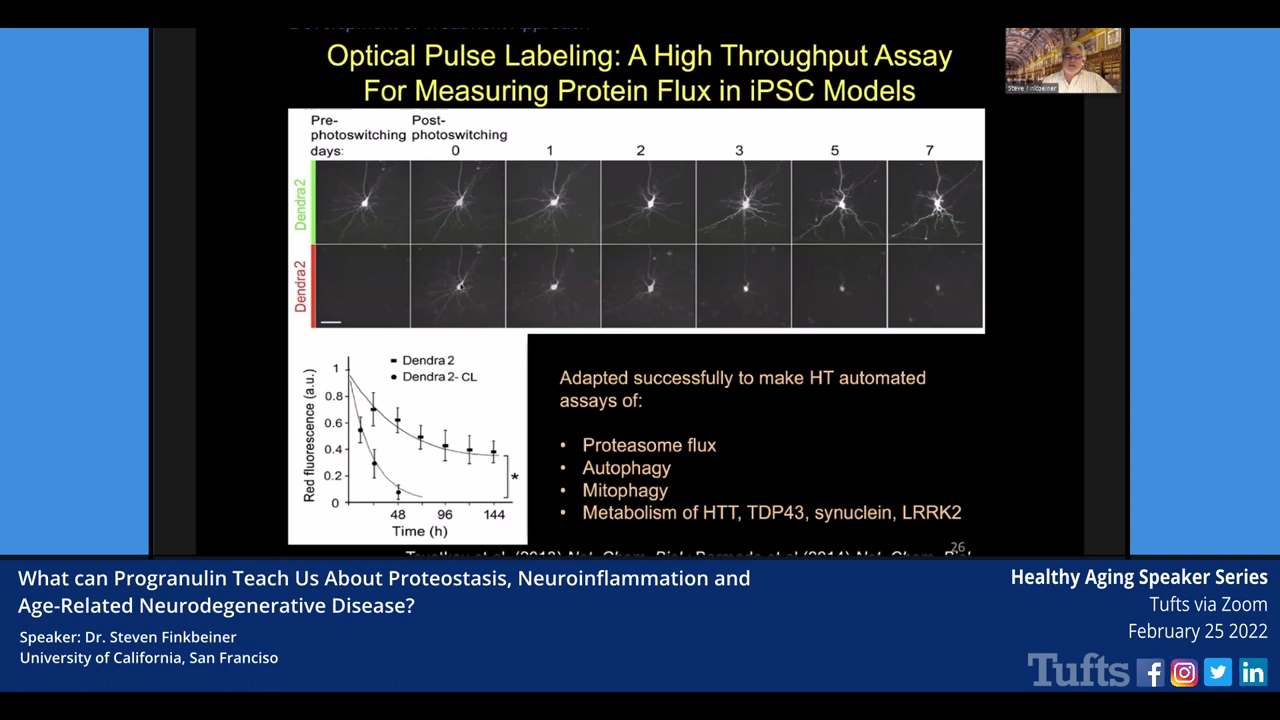 Optical Pulse Labeling: A High Throughput Assay
For Measuring Protein Flux in iPSC Models
Steve Finkbeiner
Pre-
photoswitching
Post-
photoswitching
days: 0 1 2 3 5 7
Dendra2
Dendra2
Dendra2
Dendra2-CL
Red fluorescence (a.u.)
1
0.8
0.6
0.4
0.2
0
*
48 96 144
Time (h)
Adapted successfully to make HT automated
assays of:
• Proteasome flux
• Autophagy
• Mitophagy
• Metabolism of HTT, TDP43, synuclein, LRRK2
26
What can Progranulin Teach Us About Proteostasis, Neuroinflammation and
Age-Related Neurodegenerative Disease?
Speaker: Dr. Steven Finkbeiner
University of California, San Franciso
Healthy Aging Speaker Series
Tufts via Zoom
February 25 2022
Tufts